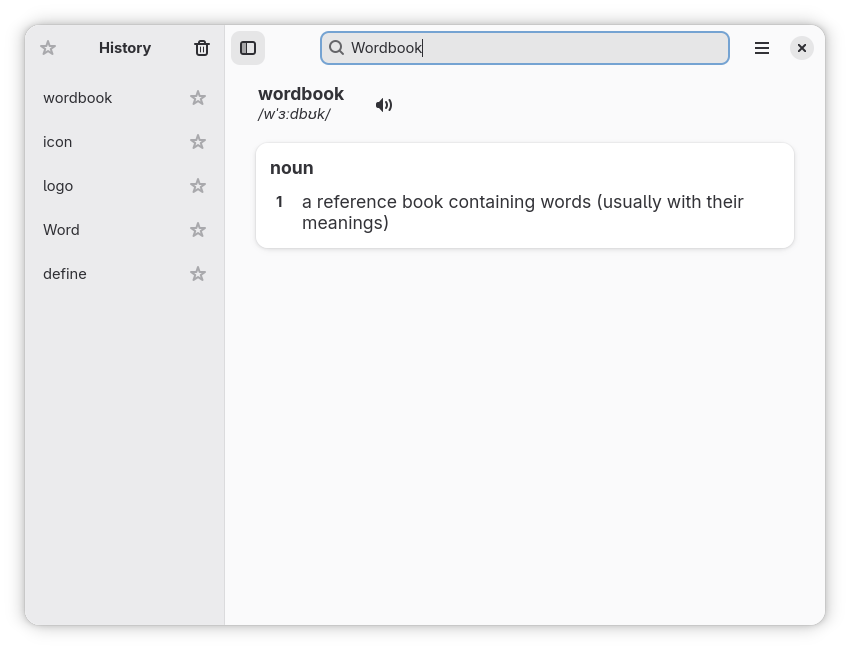 History
wordbook
icon
logo
Word
define
Wordbook
wordbook
/wˈɜːdbʊk/
noun
1 a reference book containing words (usually with their
meanings)